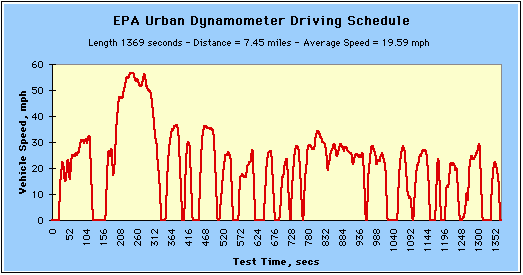 EPA Urban Dynamometer Driving Schedule
Length 1369 seconds - Distance = 7.45 miles - Average Speed = 19.59 mph
Vehicle Speed, mph
60
50
40
30
20
10
0
0 52 104 156 208 260 312 364 416 468 520 572 624 676 728 780 832 884 936 988 1040 1092 1144 1196 1248 1300 1352
Test Time, secs